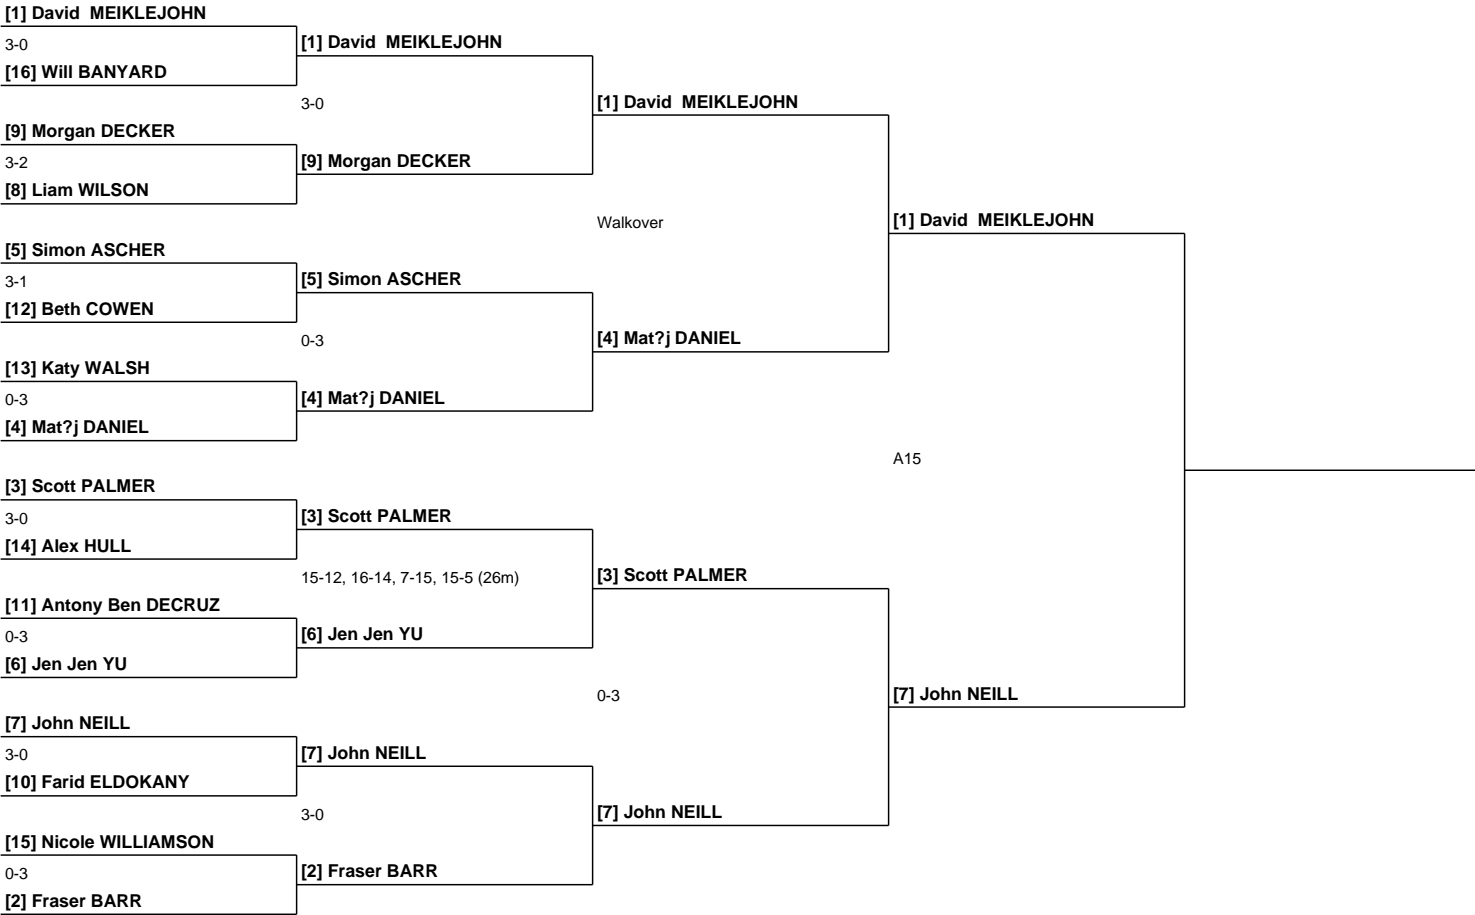 [1] David  MEIKLEJOHN
3-0
[16] Will BANYARD
[9] Morgan DECKER
3-2
[8] Liam WILSON
[5] Simon ASCHER
3-1
[12] Beth COWEN
[13] Katy WALSH
0-3
[4] Mat?j DANIEL
[3] Scott PALMER
3-0
[14] Alex HULL
[11] Antony Ben DECRUZ
0-3
[6] Jen Jen YU
[7] John NEILL
3-0
[10] Farid ELDOKANY
[15] Nicole WILLIAMSON
0-3
[2] Fraser BARR
[1] David  MEIKLEJOHN
3-0
[9] Morgan DECKER
[5] Simon ASCHER
0-3
[4] Mat?j DANIEL
[3] Scott PALMER
15-12, 16-14, 7-15, 15-5 (26m)
[6] Jen Jen YU
[7] John NEILL
3-0
[2] Fraser BARR
[1] David  MEIKLEJOHN
Walkover
[4] Mat?j DANIEL
[3] Scott PALMER
0-3
[7] John NEILL
[1] David  MEIKLEJOHN
A15
[7] John NEILL